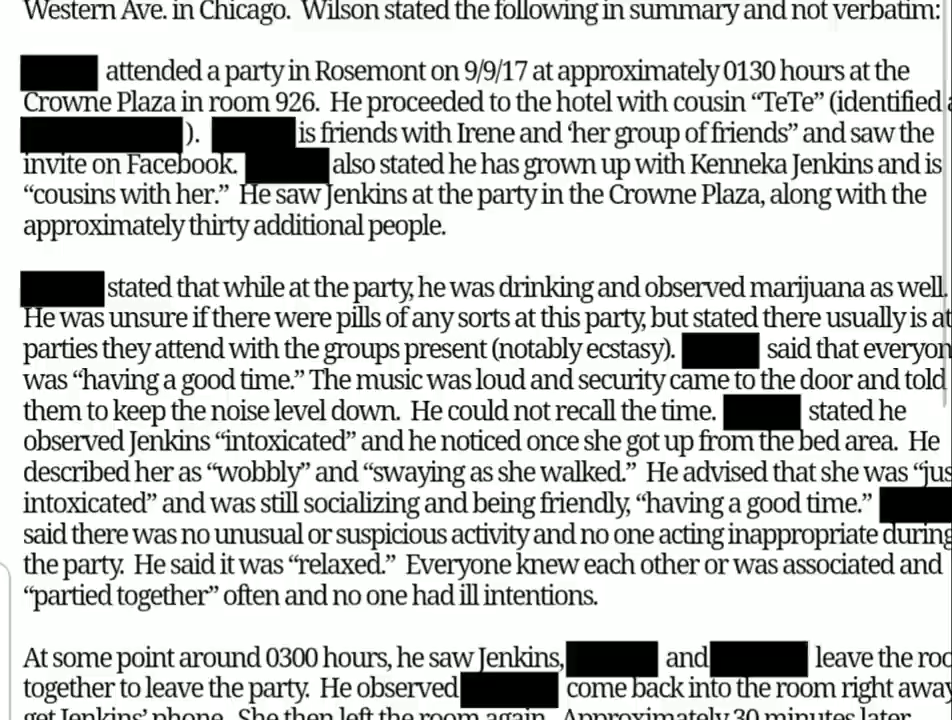 Western Ave. in Chicago. Wilson stated the following in summary and not verbatim:
attended a party in Rosemont on 9/9/17 at approximately 0130 hours at the
Crowne Plaza in room 926. He proceeded to the hotel with cousin “TeTe” (identified
). is friends with Irene and ‘her group of friends” and saw the
invite on Facebook. also stated he has grown up with Kenneka Jenkins and is
“cousins with her.” He saw Jenkins at the party in the Crowne Plaza, along with the
approximately thirty additional people.
stated that while at the party, he was drinking and observed marijuana as well.
He was unsure if there were pills of any sorts at this party, but stated there usually is at
parties they attend with the groups present (notably ecstasy). said that everyon
was “having a good time.” The music was loud and security came to the door and told
them to keep the noise level down. He could not recall the time. stated he
observed Jenkins “intoxicated” and he noticed once she got up from the bed area. He
described her as “wobbly” and “swaying as she walked.” He advised that she was “jus
intoxicated” and was still socializing and being friendly, “having a good time.”
said there was no unusual or suspicious activity and no one acting inappropriate during
the party. He said it was “relaxed.” Everyone knew each other or was associated and
“partied together” often and no one had ill intentions.
At some point around 0300 hours, he saw Jenkins, and leave the roo
together to leave the party. He observed come back into the room right away
get Jenkins’ phone. She then left the room again. Approximately 30 minutes later